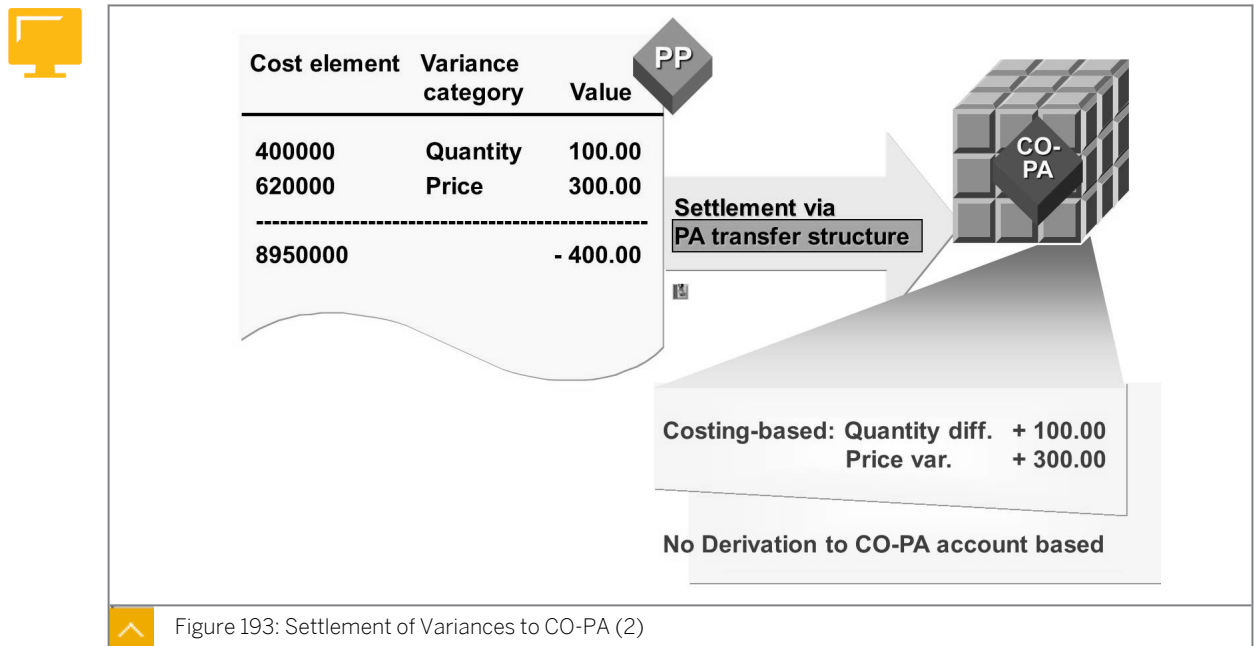 PP
Cost element Variance category Value
400000 Quantity 100.00
620000 Price 300.00
------------------------------------------------
8950000 - 400.00
Settlement via
PA transfer structure
CO-
PA
Costing-based: Quantity diff. + 100.00
Price var. + 300.00
No Derivation to CO-PA account based
Figure 193: Settlement of Variances to CO-PA (2)